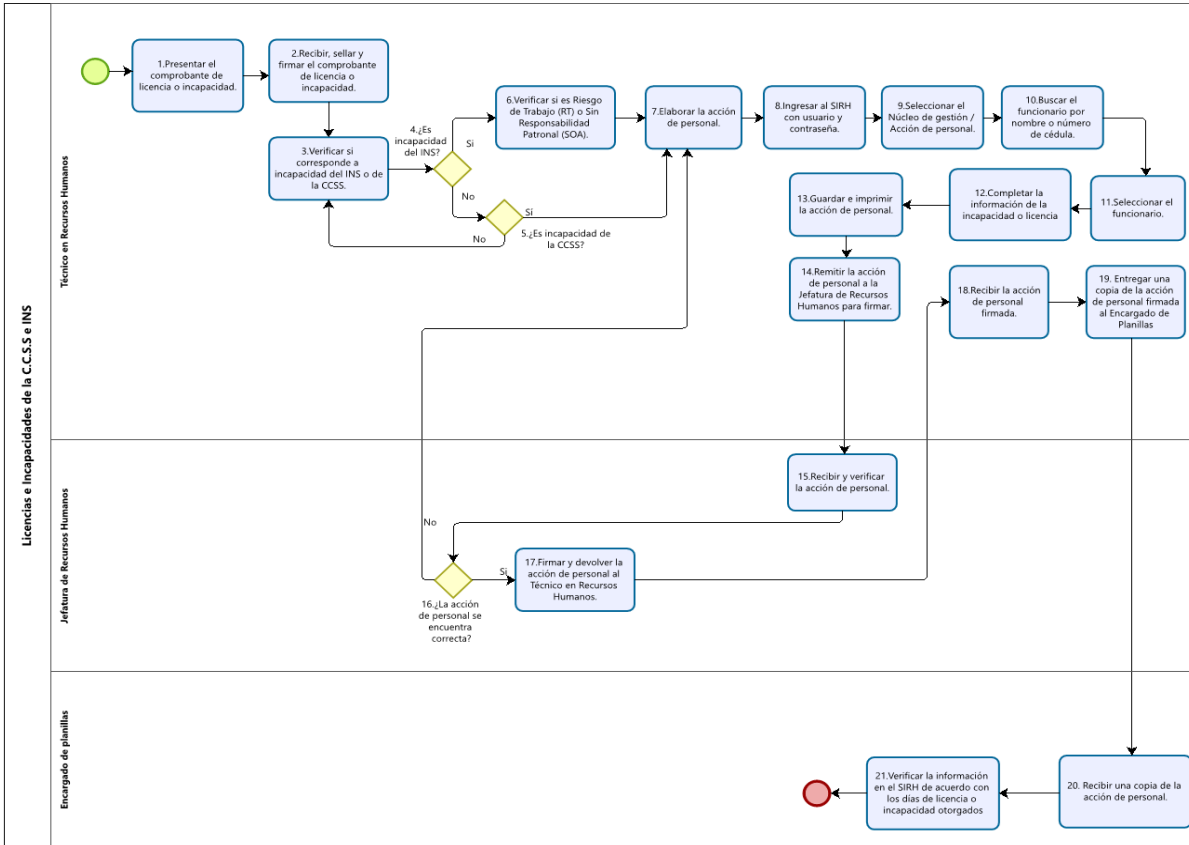 Licencias e Incapacidades de la C.C.S.S e INS
Técnico en Recursos Humanos
1.Presentar el
comprobante de
licencia o incapacidad.
2.Recibir, sellar y
firmar el comprobante
de licencia o
incapacidad.
3.Verificar si
corresponde a
incapacidad del INS o de
la CCSS.
4.¿Es
incapacidad
del INS?
Si
No
5.¿Es incapacidad de
la CCSS?
Si
No
6.Verificar si es Riesgo
de Trabajo (RT) o Sin
Responsabilidad
Patronal (SOA).
7.Elaborar la acción
de personal.
8.Ingresar al SIRH
con usuario y
contraseña.
9.Seleccionar el
Núcleo de gestión /
Acción de personal.
10.Buscar el
funcionario por
nombre o número
de cédula.
11.Seleccionar el
funcionario.
12.Completar la
información de la
incapacidad o licencia
13.Guardar e imprimir
la acción de personal.
14.Remitir la acción
de personal a la
Jefatura de Recursos
Humanos para firmar.
18.Recibir la acción
de personal
firmada.
19. Entregar una
copia de la acción
de personal firmada
al Encargado de
Planillas
Jefatura de Recursos Humanos
15.Recibir y verificar
la acción de personal.
No
16.¿La acción
de personal se
encuentra
correcta?
Si
17.Firmar y devolver la
acción de personal al
Técnico en Recursos
Humanos.
Encargado de planillas
20. Recibir una copia de la
acción de personal.
21.Verificar la información
en el SIRH de acuerdo con
los días de licencia o
incapacidad otorgados